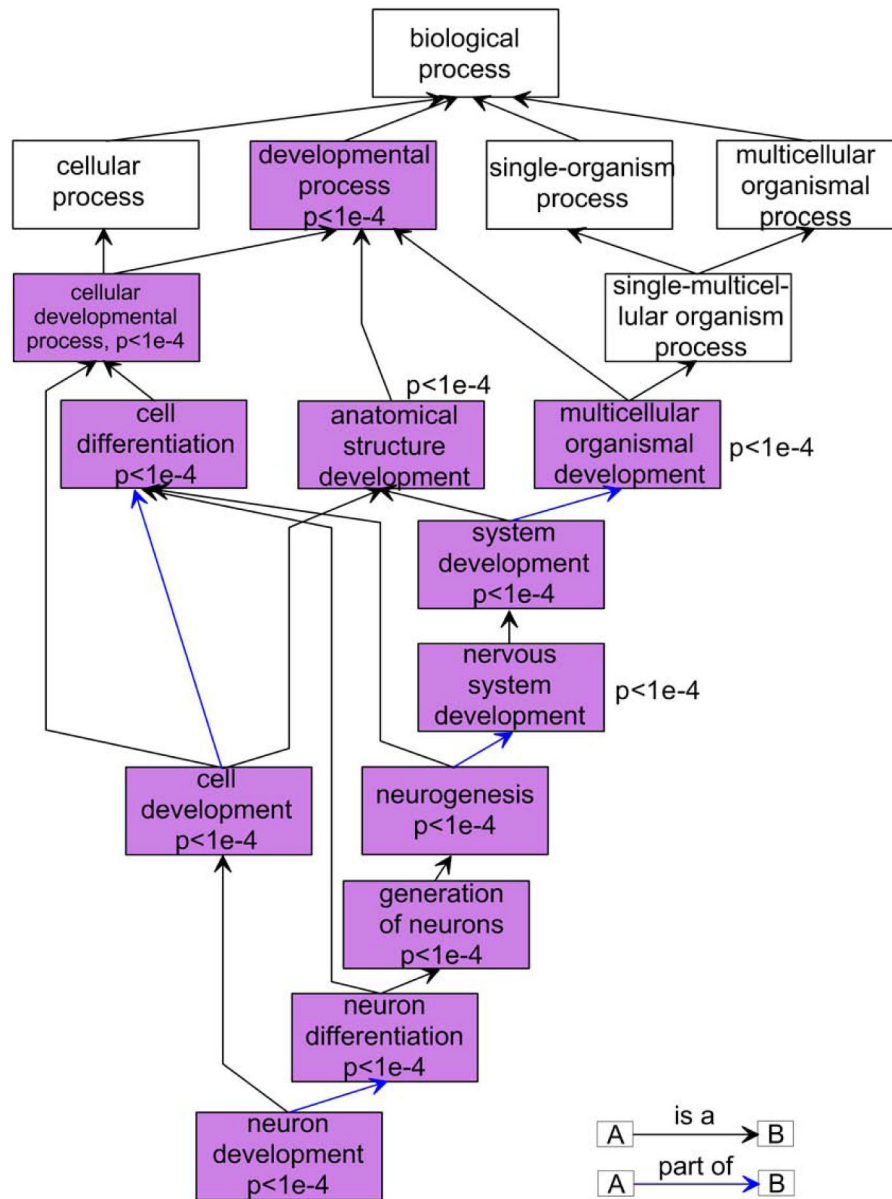 biological
process
cellular
process
developmental
process
p<1e-4
single-organism
process
multicellular
organismal
process
cellular
developmental
process, p<1e-4
single-multicel-
lular organism
process
cell
differentiation
p<1e-4
p<1e-4
anatomical
structure
development
multicellular
organismal
development
p<1e-4
system
development
p<1e-4
nervous
system
development
p<1e-4
cell
development
p<1e-4
neurogenesis
p<1e-4
generation
of neurons
p<1e-4
neuron
differentiation
p<1e-4
neuron
development
p<1e-4
A is a B
A part of B